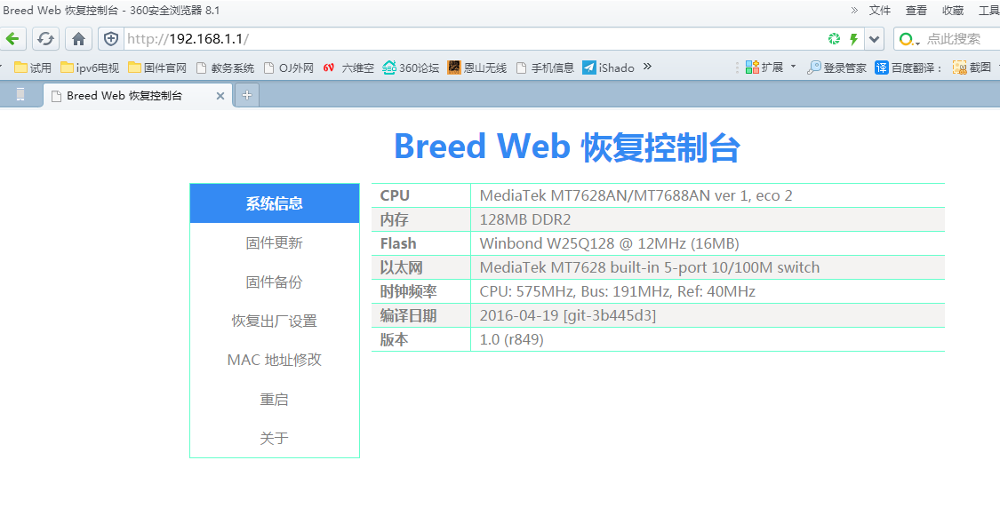 Breed Web 恢复控制台 - 360安全浏览器 8.1 » 文件 查看 收藏 工具
http://192.168.1.1/ 点此搜索
试用 ipv6电视 固件官网 教务系统 OJ外网 6v 六维空 360论坛 恩山无线 手机信息 iShado » 扩展 登录管家 译 百度翻译: 截图
Breed Web 恢复控制台
Breed Web 恢复控制台
系统信息
固件更新
固件备份
恢复出厂设置
MAC 地址修改
重启
关于
CPU MediaTek MT7628AN/MT7688AN ver 1, eco 2
内存 128MB DDR2
Flash Winbond W25Q128 @ 12MHz (16MB)
以太网 MediaTek MT7628 built-in 5-port 10/100M switch
时钟频率 CPU: 575MHz, Bus: 191MHz, Ref: 40MHz
编译日期 2016-04-19 [git-3b445d3]
版本 1.0 (r849)